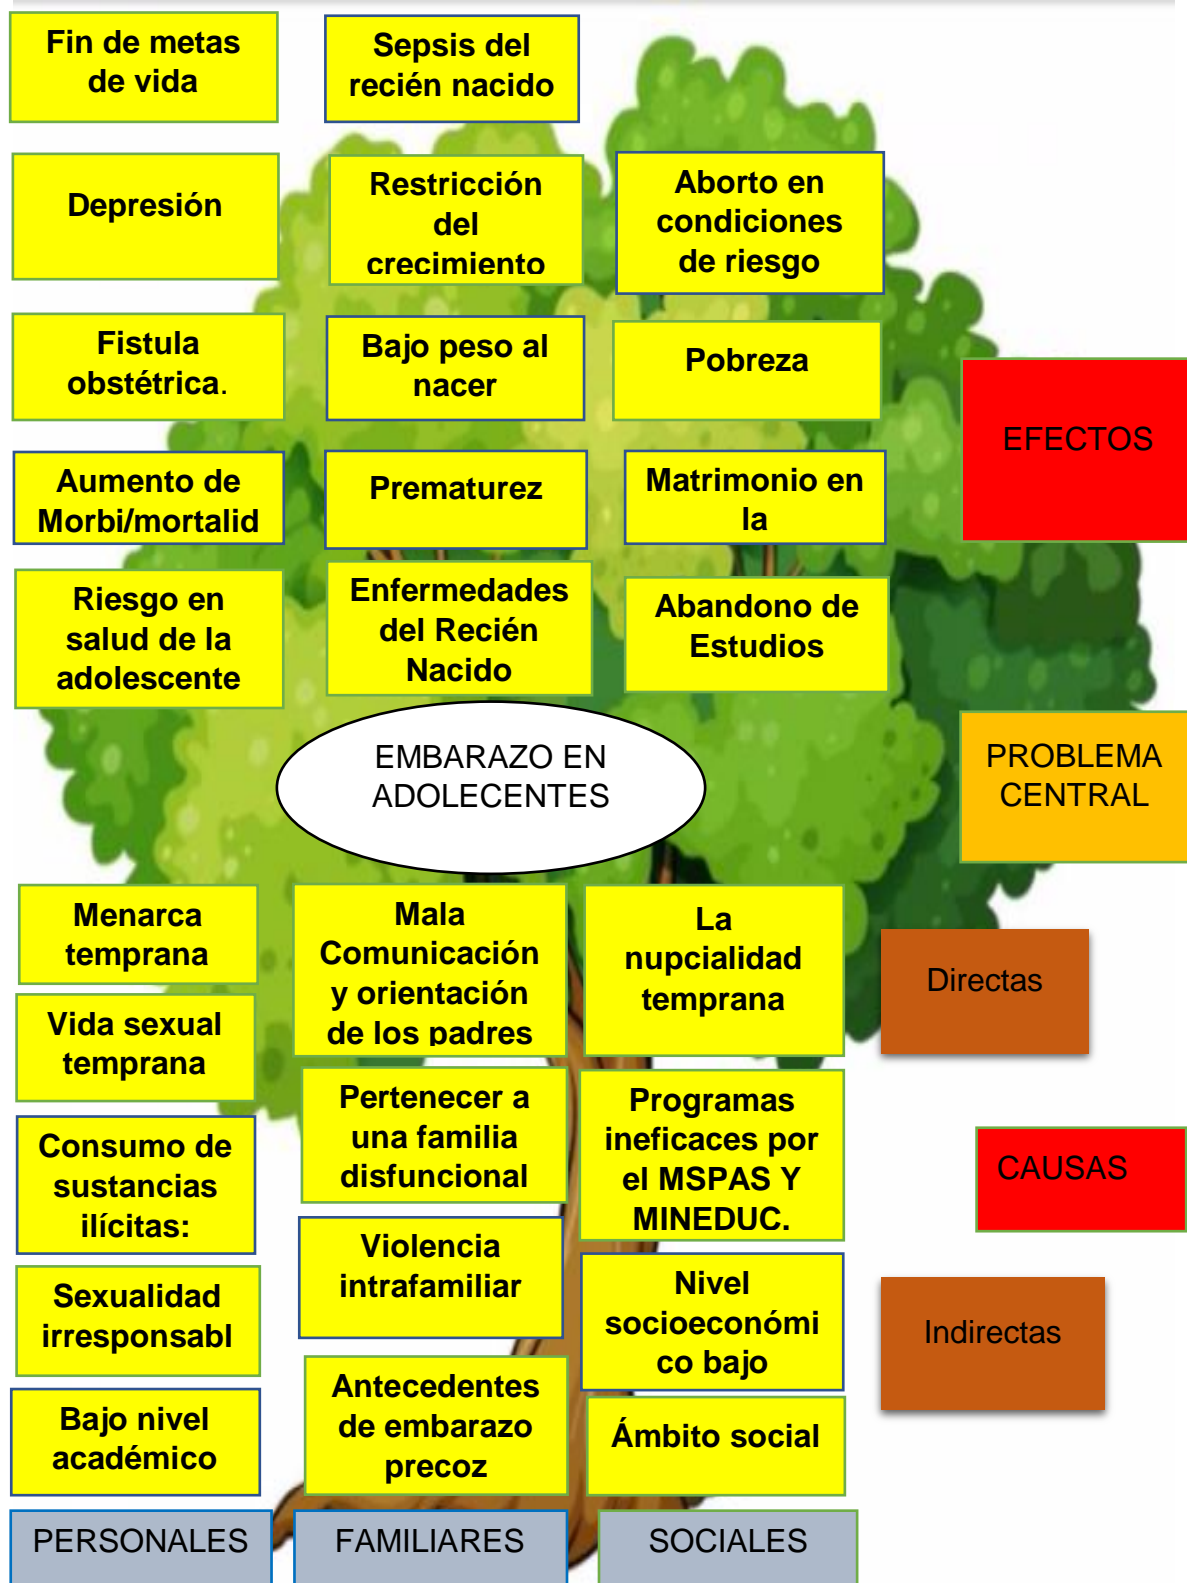 Fin de metas
de vida
Sepsis del
recién nacido
Depresión
Restricción
del
crecimiento
Aborto en
condiciones
de riesgo
Fistula
obstétrica.
Bajo peso al
nacer
Pobreza
EFECTOS
Aumento de
Morbi/mortalid
Prematurez
Matrimonio en
la
Riesgo en
salud de la
adolescente
Enfermedades
del Recién
Nacido
Abandono de
Estudios
EMBARAZO EN
ADOLECENTES
PROBLEMA
CENTRAL
Menarca
temprana
Mala
Comunicación
y orientación
de los padres
La
nupcialidad
temprana
Directas
Vida sexual
temprana
Pertenecer a
una familia
disfuncional
Programas
ineficaces por
el MSPAS Y
MINEDUC.
Consumo de
sustancias
ilícitas:
CAUSAS
Violencia
intrafamiliar
Sexualidad
irresponsabl
Nivel
socioeconómi
co bajo
Indirectas
Bajo nivel
académico
Antecedentes
de embarazo
precoz
Ámbito social
PERSONALES
FAMILIARES
SOCIALES